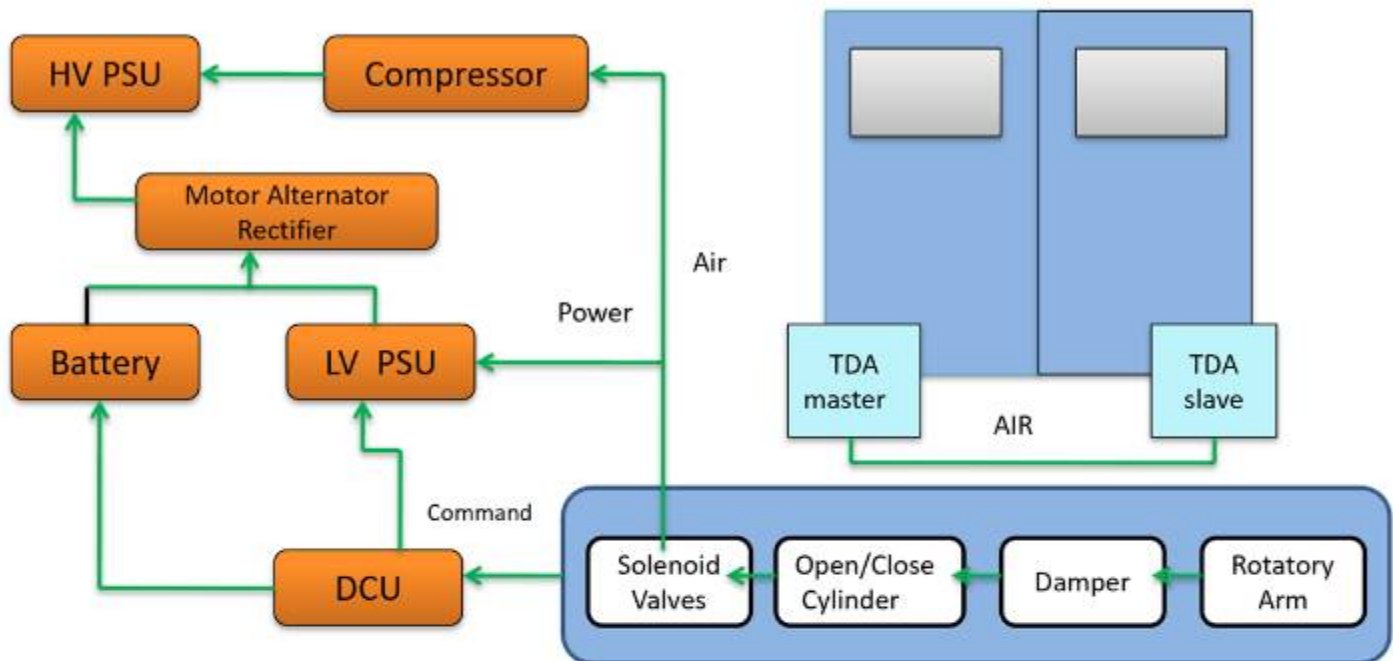 HV PSU
Compressor
Motor Alternator
Rectifier
Air
Power
Battery
LV PSU
TDA
master
TDA
slave
AIR
Command
DCU
Solenoid
Valves
Open/Close
Cylinder
Damper
Rotatory
Arm